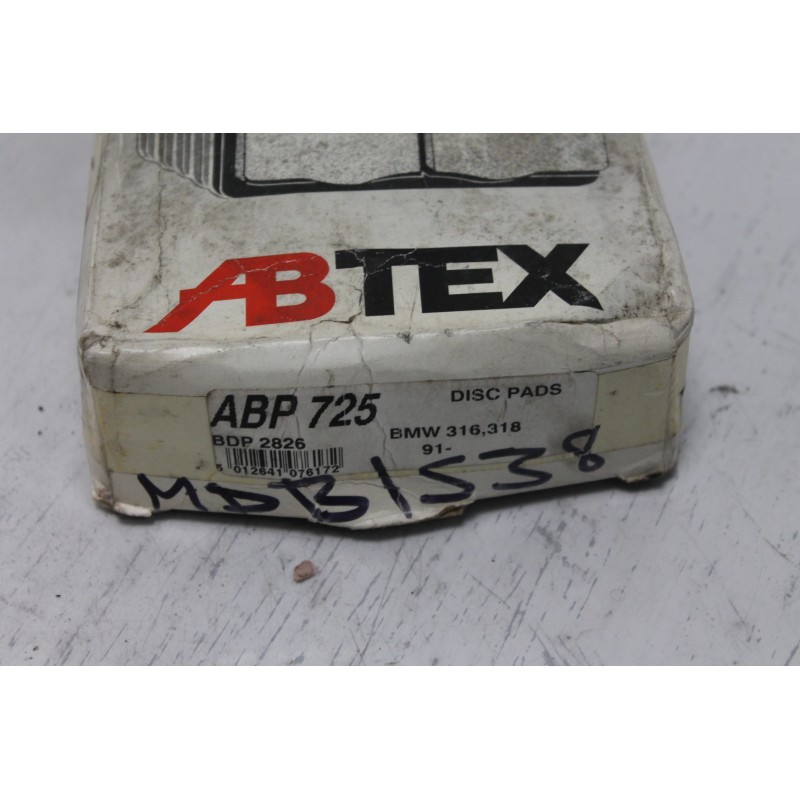 ABTEX
ABP 725
DISC PADS
BDP 2826
BMW 316,318
91-
5 012641 076172
MDB1538